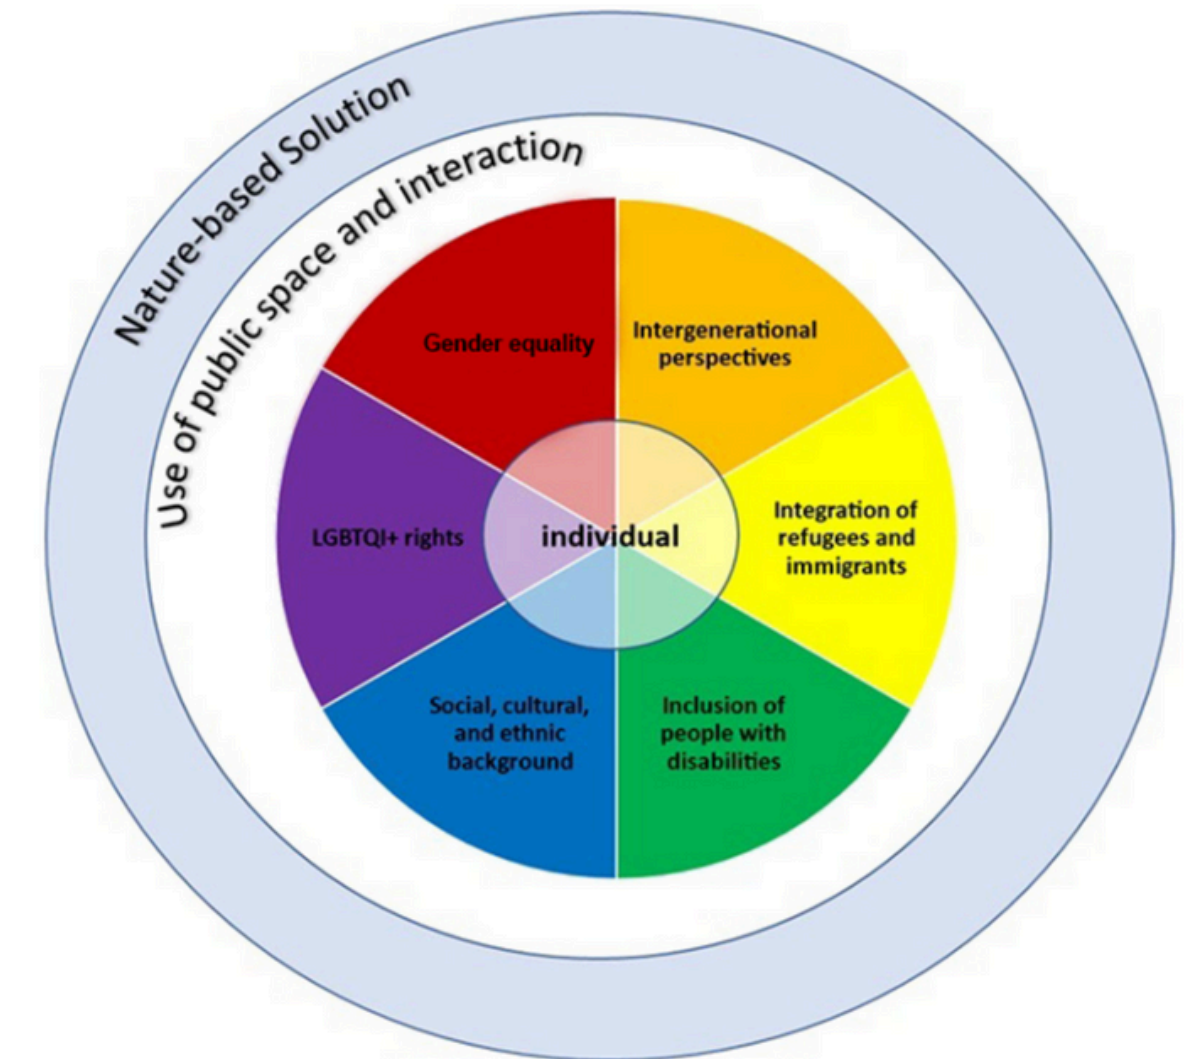 Nature-based Solution
Use of public space and interaction
Gender equality
Intergenerational
perspectives
LGBTQI+ rights
individual
Integration of
refugees and
immigrants
Social, cultural,
and ethnic
background
Inclusion of
people with
disabilities